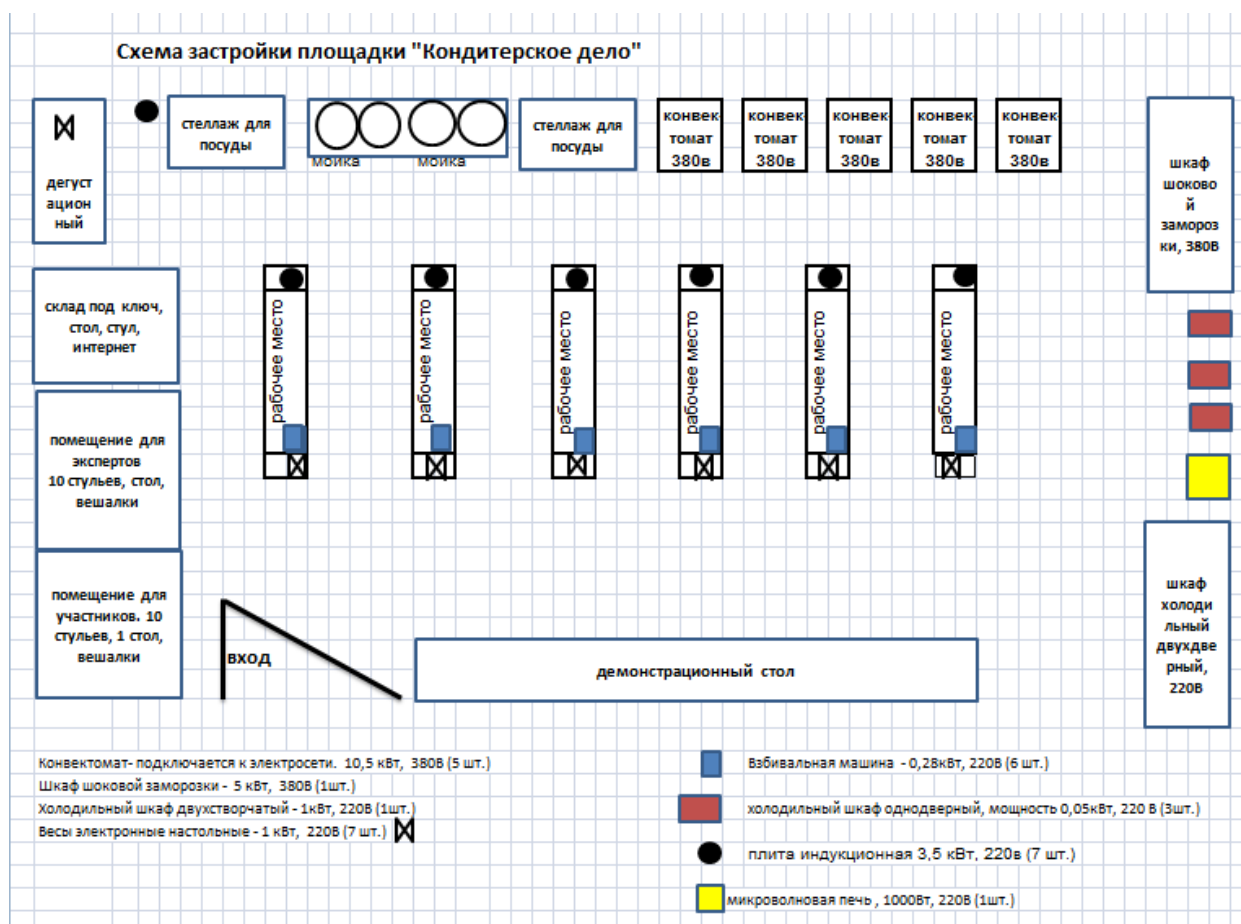 Схема застройки площадки "Кондитерское дело"
дегуст
ацион
ный
стеллаж для
посуды
мойка
мойка
стеллаж для
посуды
конвек-
томат
380в
конвек-
томат
380в
конвек-
томат
380в
конвек-
томат
380в
конвек-
томат
380в
шкаф
шоково
й
замороз
ки, 380В
склад под ключ,
стол, стул,
интернет
рабочее место
рабочее место
рабочее место
рабочее место
рабочее место
рабочее место
помещение для
экспертов
10 стульев, стол,
вешалки
помещение для
участников. 10
стульев, 1 стол,
вешалки
вход
демонстрационный стол
шкаф
холоди
льный
двухдве
рный,
220В
Конвектомат- подключается к электросети. 10,5 кВт, 380В (5 шт.)
Шкаф шоковой заморозки - 5 кВт, 380В (1шт.)
Холодильный шкаф двухстворчатый - 1кВт, 220В (1шт.)
Весы электронные настольные - 1 кВт, 220В (7 шт.)
Взбивальная машина - 0,28кВт, 220В (6 шт.)
холодильный шкаф однодверный, мощность 0,05кВт, 220 В (3шт.)
плита индукционная 3,5 кВт, 220в (7 шт.)
микроволновая печь , 1000Вт, 220В (1шт.)